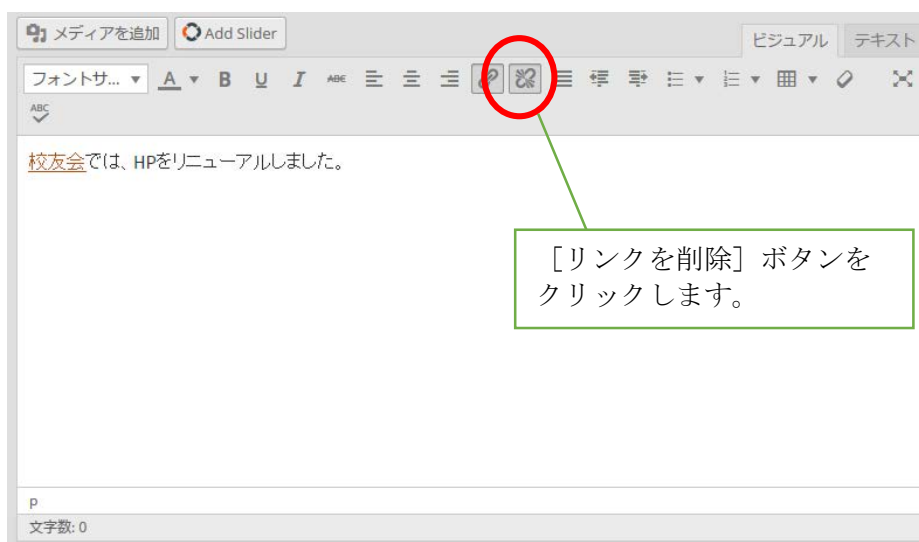 メディアを追加 Add Slider
ビジュアル テキスト
フォントサ... A B U I ABC
ABC
校友会では、HPをリニューアルしました。
[リンクを削除] ボタンを
クリックします。
p
文字数: 0